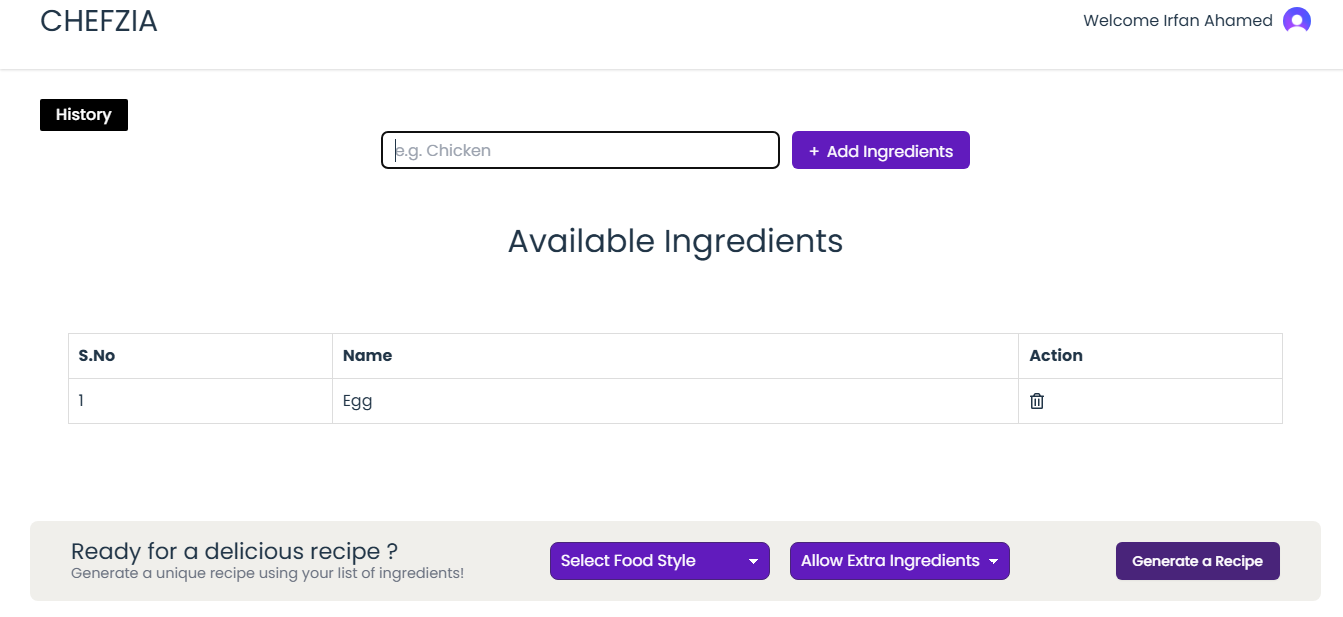 CHEFZIA
Welcome Irfan Ahamed
History
e.g. Chicken
+ Add Ingredients
Available Ingredients
S.No Name Action
1 Egg
Ready for a delicious recipe ?
Generate a unique recipe using your list of ingredients!
Select Food Style
Allow Extra Ingredients
Generate a Recipe